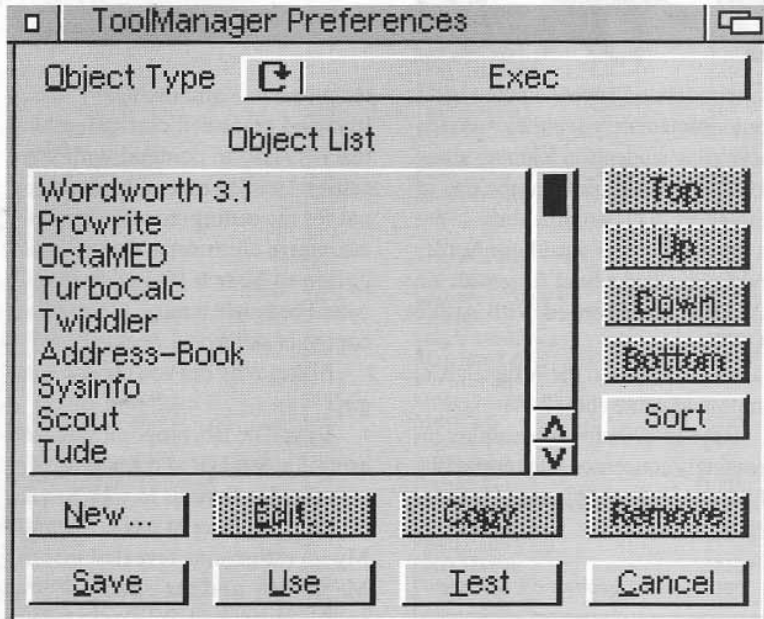 ToolManager Preferences
Object Type Exec
Object List
Wordworth 3.1
Prowrite
OctaMED
TurboCalc
Twiddler
Address-Book
Sysinfo
Scout
Tude
Top
Up
Down
Bottom
Sort
New... Edit... Copy Remove
Save Use Test Cancel